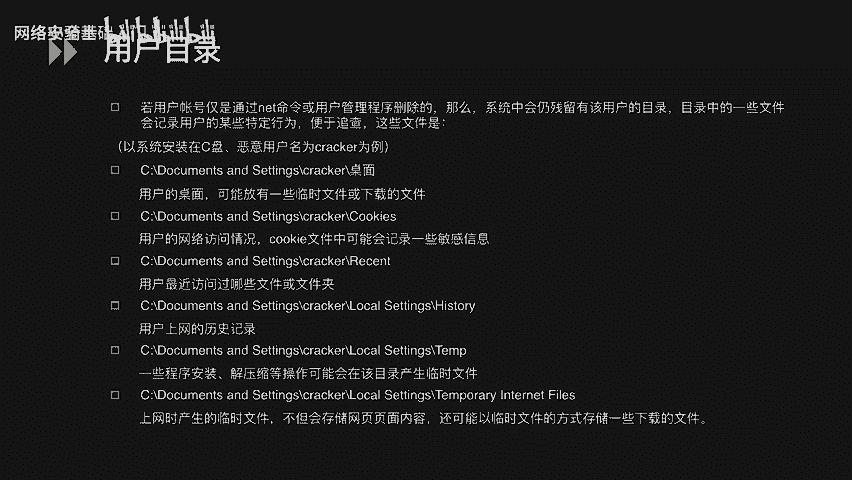 网络安全基础入门
用户目录
若用户帐号仅是通过net命令或用户管理程序删除的，那么，系统中会仍残留有该用户的目录，目录中的一些文件
会记录用户的某些特定行为，便于追查，这些文件是：
（以系统安装在C盘、恶意用户名为cracker为例）
C:\Documents and Settings\cracker\桌面
用户的桌面，可能放有一些临时文件或下载的文件
C:\Documents and Settings\cracker\Cookies
用户的网络访问情况，cookie文件中可能会记录一些敏感信息
C:\Documents and Settings\cracker\Recent
用户最近访问过哪些文件或文件夹
C:\Documents and Settings\cracker\Local Settings\History
用户上网的历史记录
C:\Documents and Settings\cracker\Local Settings\Temp
一些程序安装、解压缩等操作可能会在该目录产生临时文件
C:\Documents and Settings\cracker\Local Settings\Temporary Internet Files
上网时产生的临时文件，不但会存储网页页面内容，还可能以临时文件的方式存储一些下载的文件。